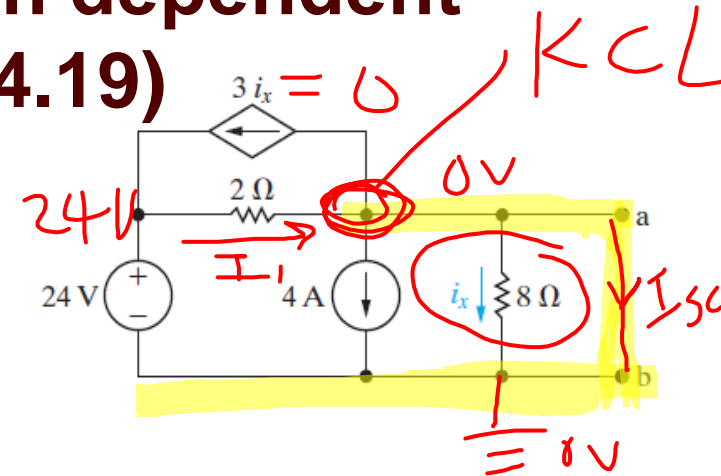 dependent
4.19)
3 iₓ = 0
KCL
0V
24V
2 Ω
a
I₁
24 V
+
−
4 A
iₓ
8 Ω
Isc
b
= 0V